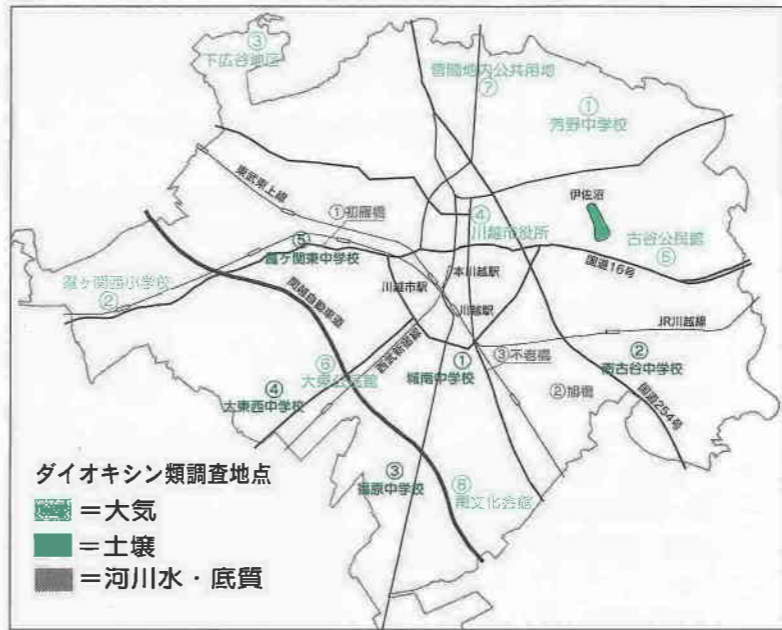 ③
下広谷地区
菅間地内公共用地
⑦
①
芳野中学校
東武東上線
①初雁橋
伊佐沼
④
川越市役所
古谷公民館
⑤
⑤
霞ヶ関東中学校
国道16号
霞ヶ関西小学校
②
関越自動車道
川越市駅
本川越駅
川越駅
JR川越線
西武新宿線
⑥
大東公民館
①
城南中学校
③不老橋
②
南古谷中学校
④
大東西中学校
②旭橋
国道254号
③
福原中学校
⑧
南文化会館
ダイオキシン類調査地点
=大気
=土壌
=河川水・底質